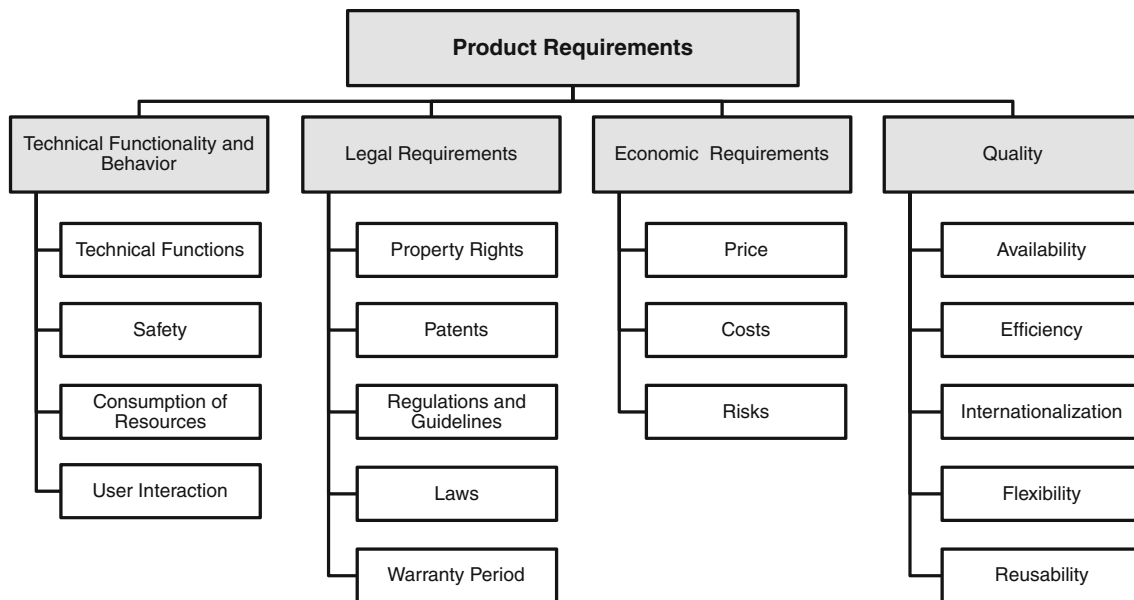 Product Requirements
Technical Functionality and
Behavior
Legal Requirements
Economic Requirements
Quality
Technical Functions
Safety
Consumption of
Resources
User Interaction
Property Rights
Patents
Regulations and
Guidelines
Laws
Warranty Period
Price
Costs
Risks
Availability
Efficiency
Internationalization
Flexibility
Reusability